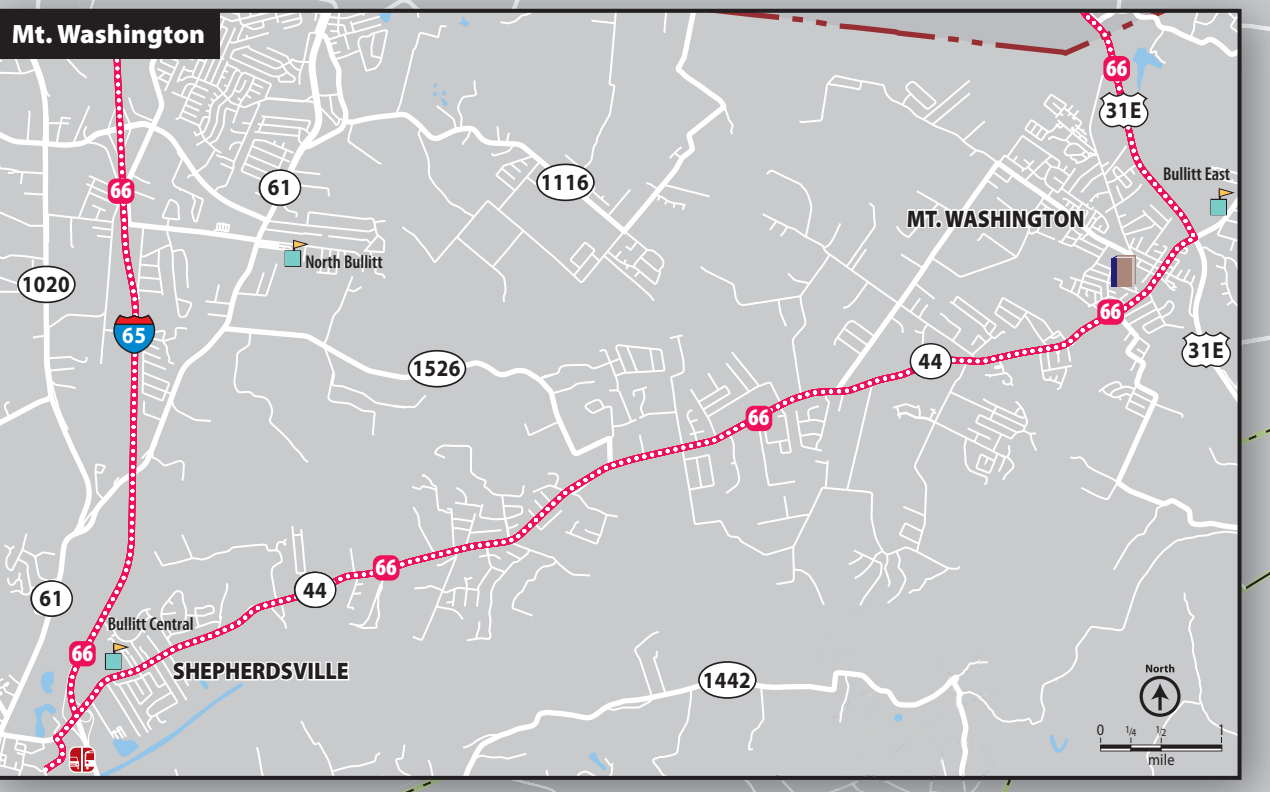 Mt. Washington
66
31E
Bullitt East
66
61
1116
MT. WASHINGTON
North Bullitt
1020
65
66
31E
1526
44
66
66
44
61
Bullitt Central
66
SHEPHERDSVILLE
1442
North
0 1/4 1/2 1
mile